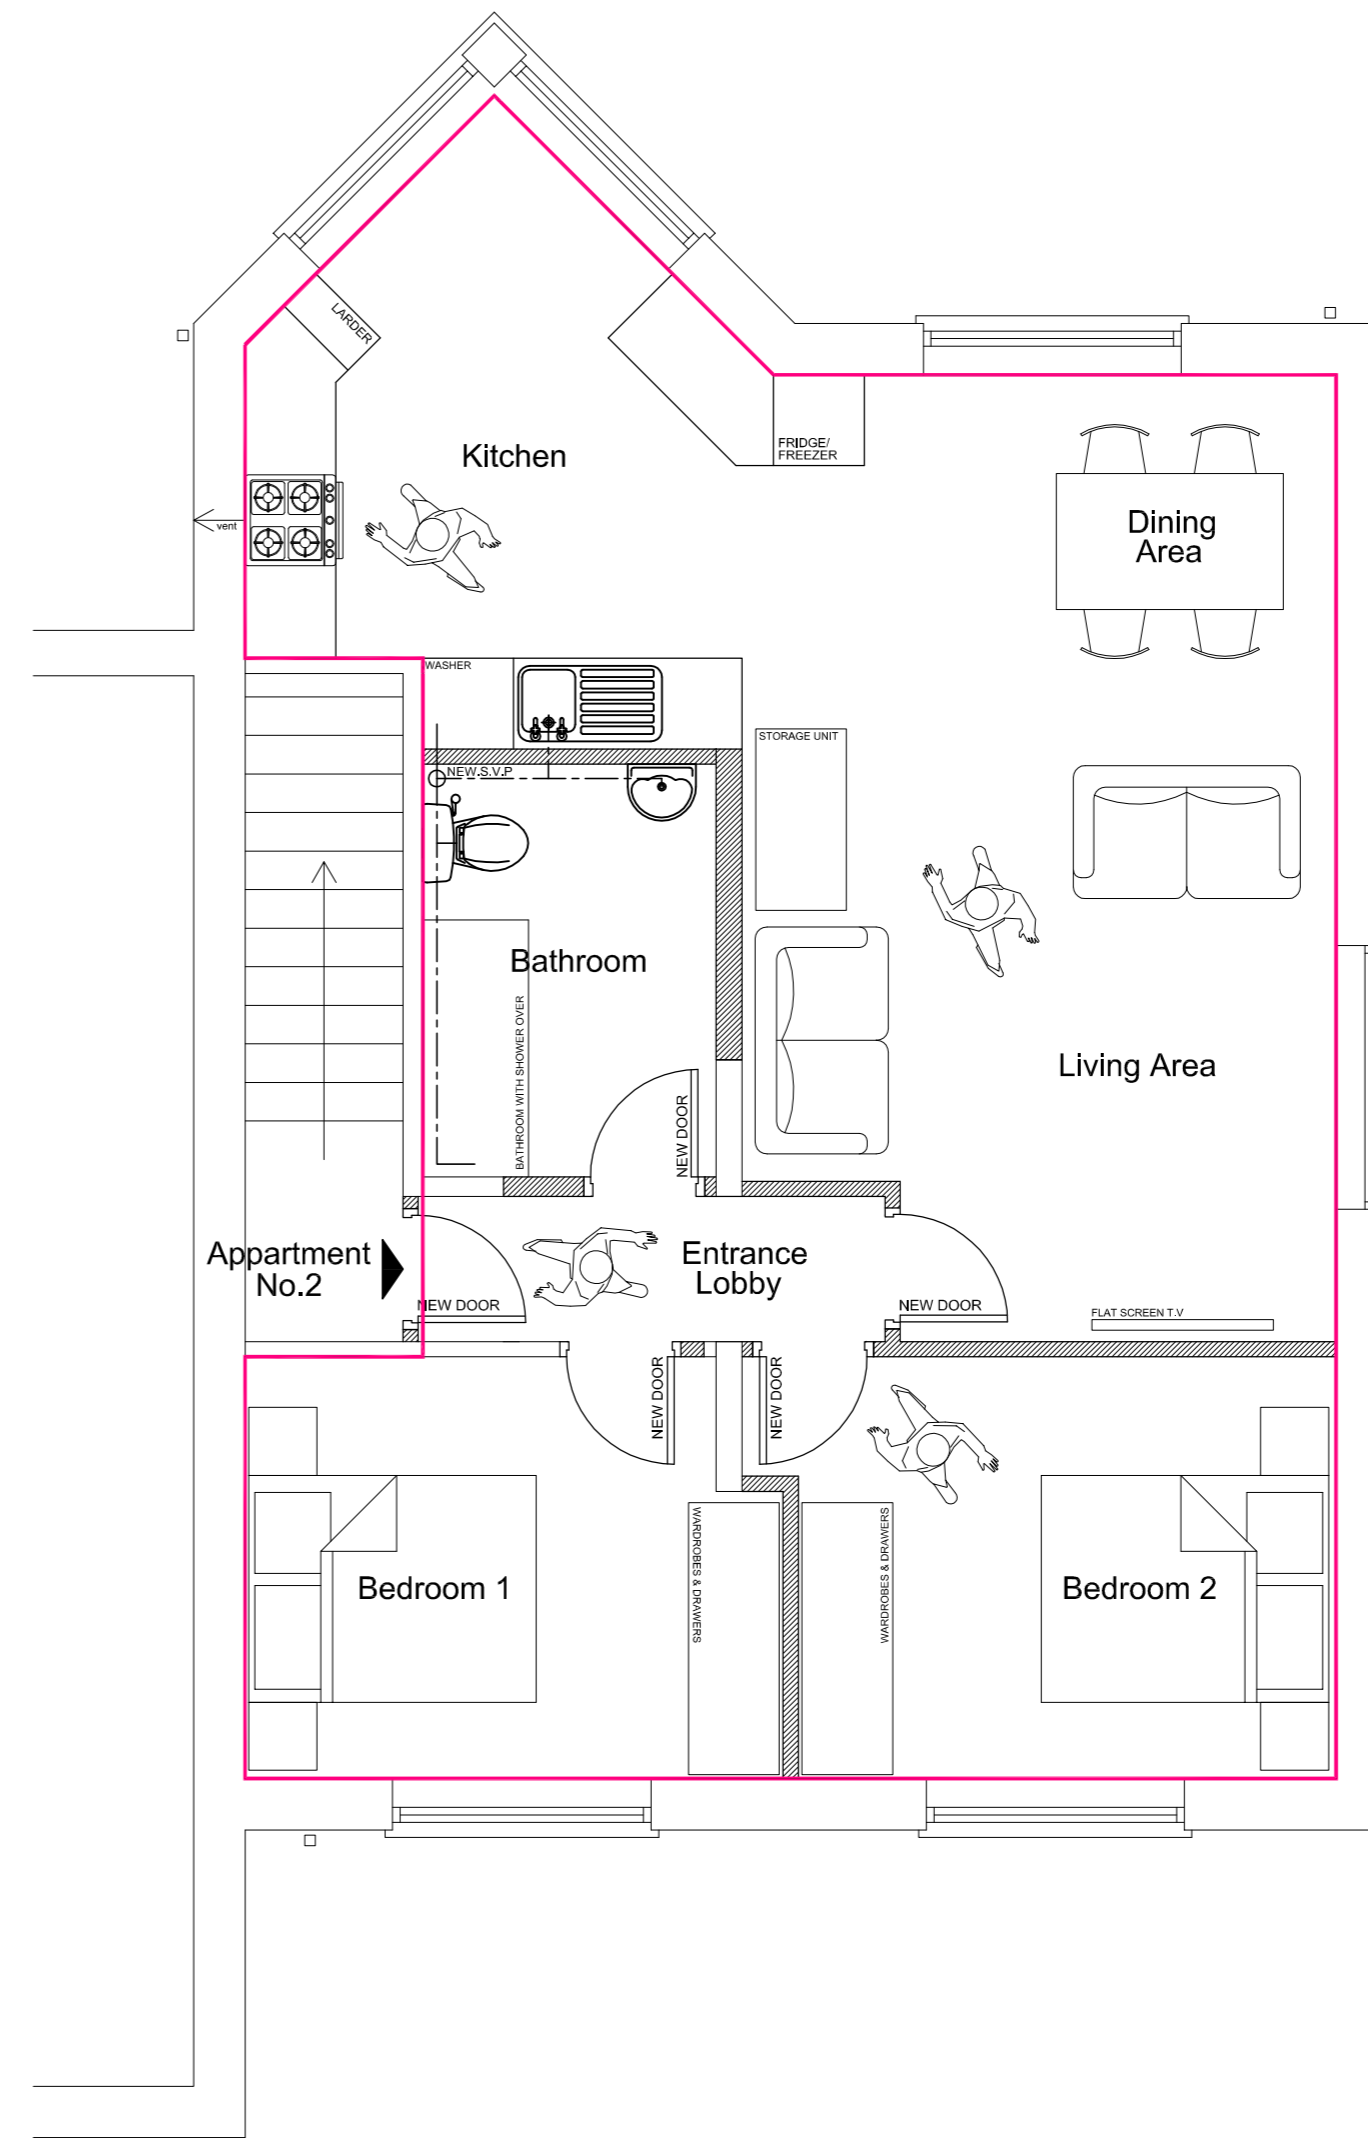 LARDER
Kitchen
FRIDGE/
FREEZER
vent
Dining
Area
WASHER
STORAGE UNIT
NEW.S.V.P
Bathroom
BATHROOM WITH SHOWER OVER
Living Area
NEW DOOR
Appartment
No.2
Entrance
Lobby
NEW DOOR
NEW DOOR
FLAT SCREEN T.V
NEW DOOR
NEW DOOR
WARDROBES & DRAWERS
WARDROBES & DRAWERS
Bedroom 1
Bedroom 2